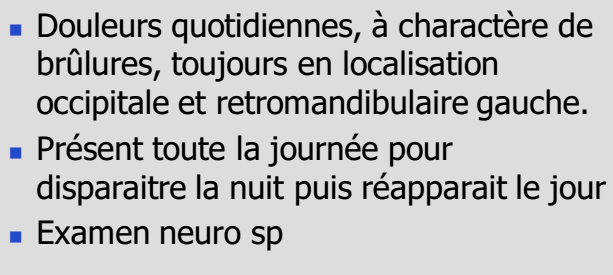 Douleurs quotidiennes, à charactère de
brûlures, toujours en localisation
occipitale et retromandibulaire gauche.
Présent toute la journée pour
disparaitre la nuit puis réapparait le jour
Examen neuro sp